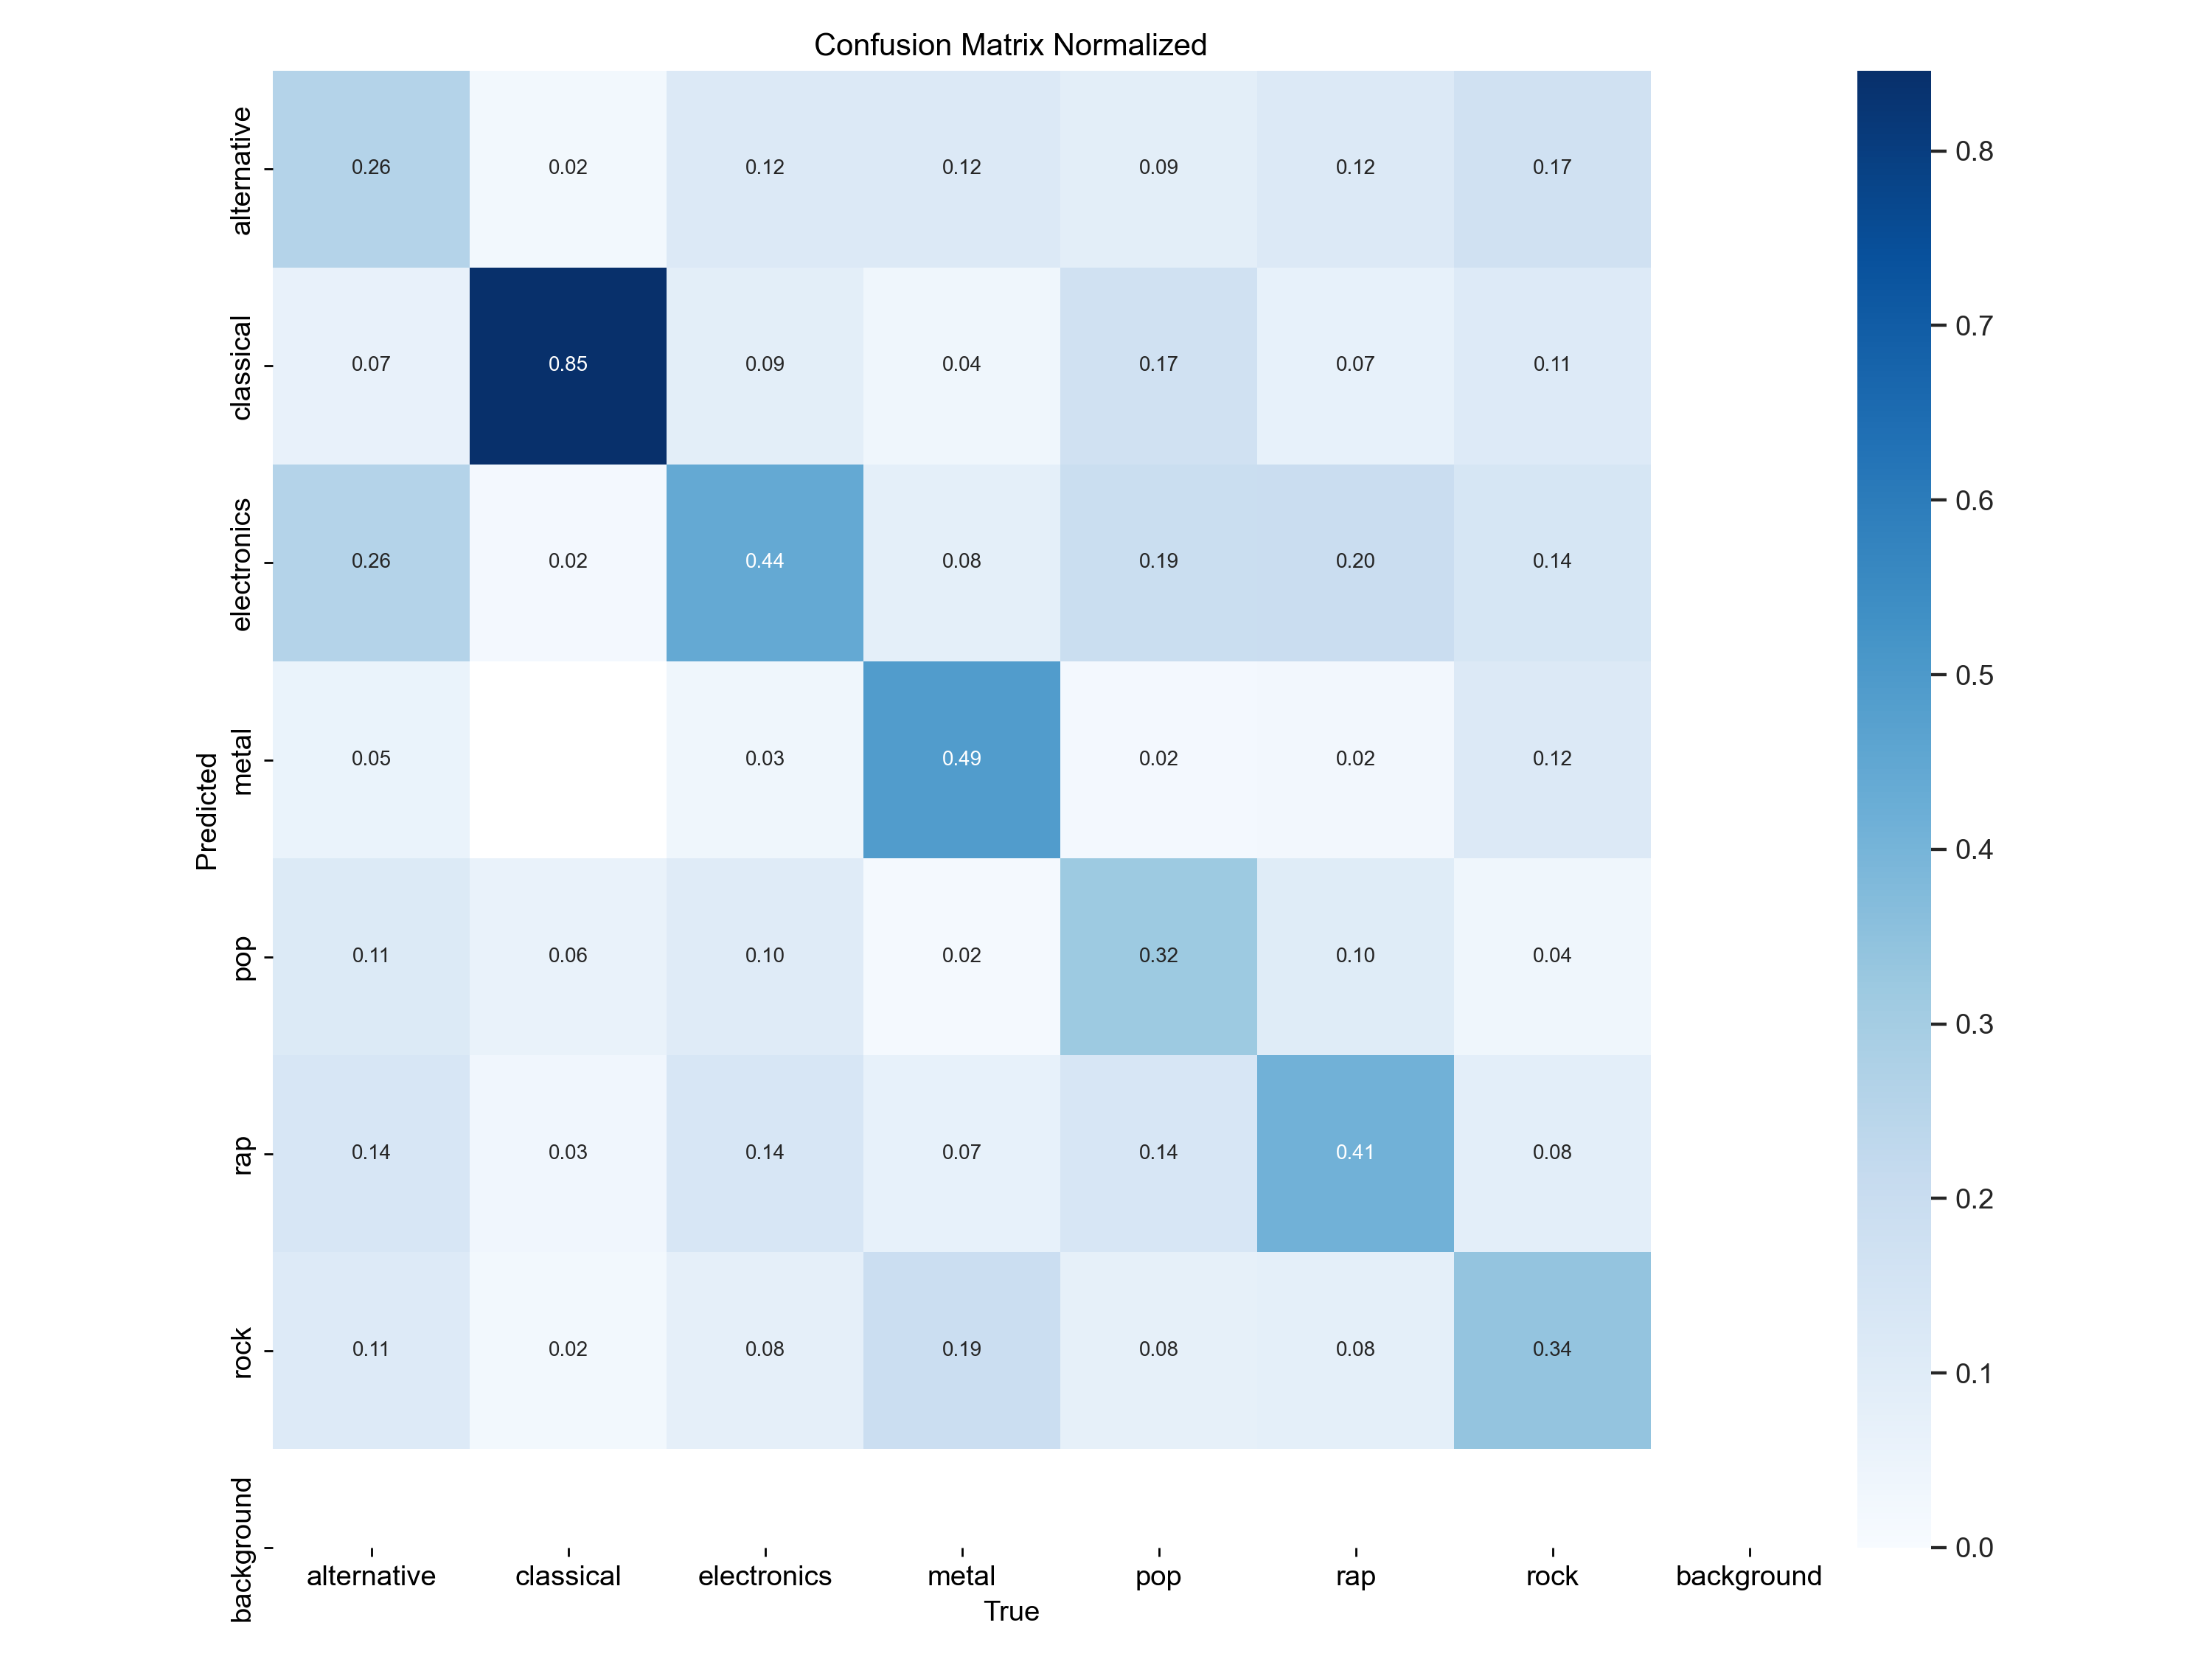 Confusion Matrix Normalized
Predicted
alternative 0.26 0.02 0.12 0.12 0.09 0.12 0.17
classical 0.07 0.85 0.09 0.04 0.17 0.07 0.11
electronics 0.26 0.02 0.44 0.08 0.19 0.20 0.14
metal 0.05 0.03 0.49 0.02 0.02 0.12
pop 0.11 0.06 0.10 0.02 0.32 0.10 0.04
rap 0.14 0.03 0.14 0.07 0.14 0.41 0.08
rock 0.11 0.02 0.08 0.19 0.08 0.08 0.34
background
alternative classical electronics metal pop rap rock background
True
0.8
0.7
0.6
0.5
0.4
0.3
0.2
0.1
0.0